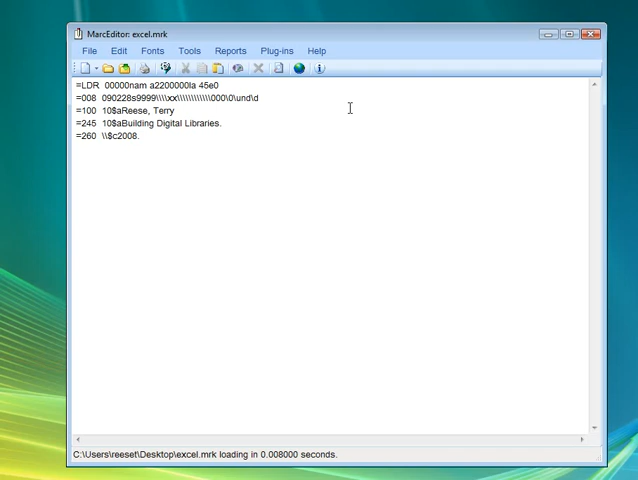 MarcEditor: excel.mrk
File Edit Fonts Tools Reports Plug-ins Help
=LDR 00000nam a2200000Ia 45e0
=008 090228s9999\\\\xx\\\\\\\\\\\\000\0\und\d
=100 10$aReese, Terry
=245 10$aBuilding Digital Libraries.
=260 \\$c2008.
C:\Users\reeset\Desktop\excel.mrk loading in 0.008000 seconds.